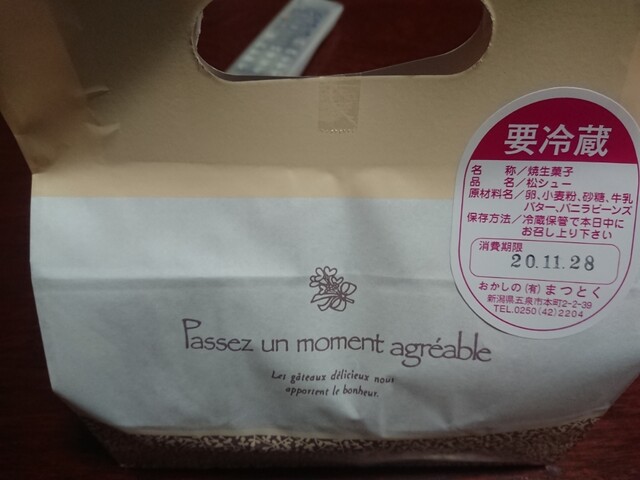 要冷蔵
名 称／焼生菓子
品 名／松シュー
原材料名／卵、小麦粉、砂糖、牛乳
バター、バニラビーンズ
保存方法／冷蔵保管で本日中に
お召し上り下さい
消費期限
20.11.28
おかしの(有)まつとく
新潟県五泉市本町2-2-39
TEL.0250(42)2204
Passez un moment agréable
Les gâteaux délicieux nous
apportent le bonheur.